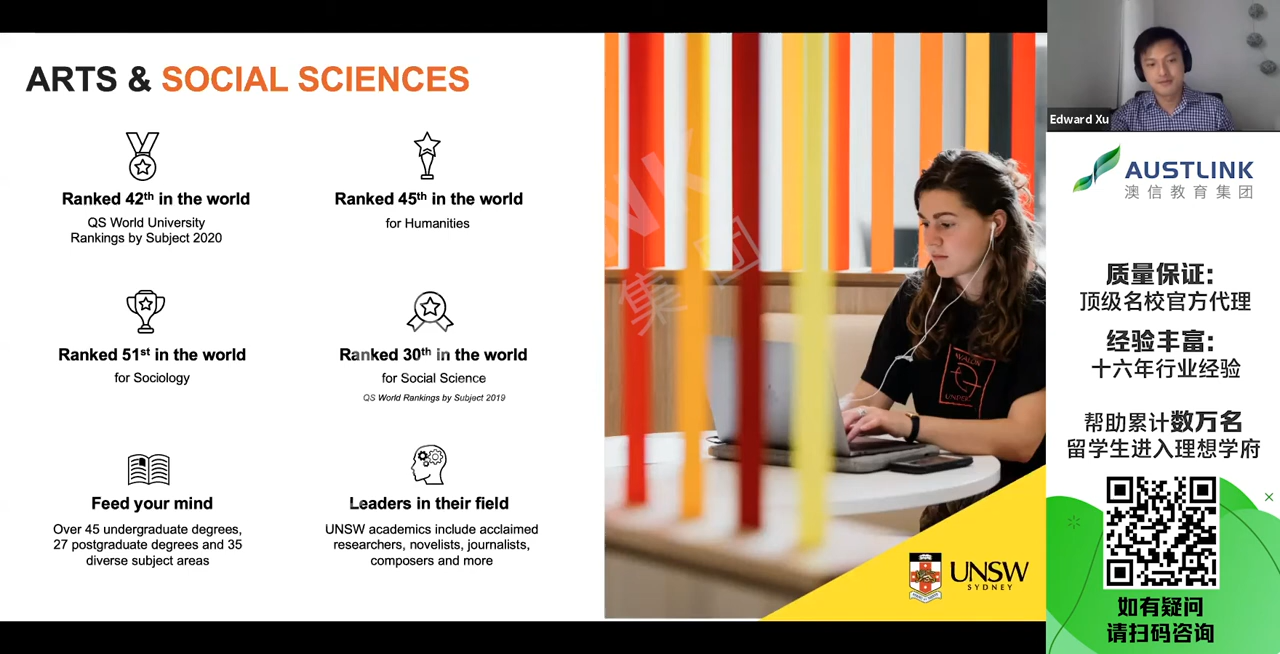 ARTS & SOCIAL SCIENCES
Ranked 42th in the world
QS World University
Rankings by Subject 2020
Ranked 45th in the world
for Humanities
Ranked 51st in the world
for Sociology
Ranked 30th in the world
for Social Science
QS World Rankings by Subject 2019
Feed your mind
Over 45 undergraduate degrees,
27 postgraduate degrees and 35
diverse subject areas
Leaders in their field
UNSW academics include acclaimed
researchers, novelists, journalists,
composers and more
集团
AVALON
UNDER
UNSW
SYDNEY
Edward Xu
AUSTLINK
澳信教育集团
质量保证:
顶级名校官方代理
经验丰富:
十六年行业经验
帮助累计数万名
留学生进入理想学府
如有疑问
请扫码咨询